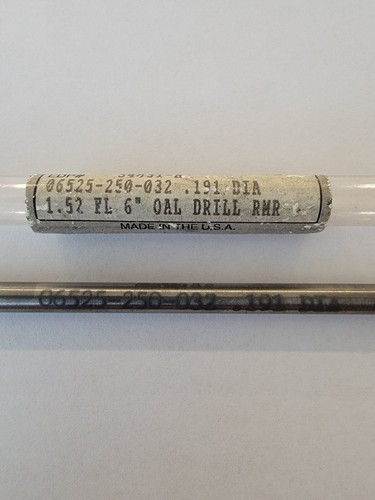 06525-250-032 .191 DIA
1.52 FL 6" OAL DRILL RMR
MADE IN THE U.S.A.
06525-250-032 .191 DIA